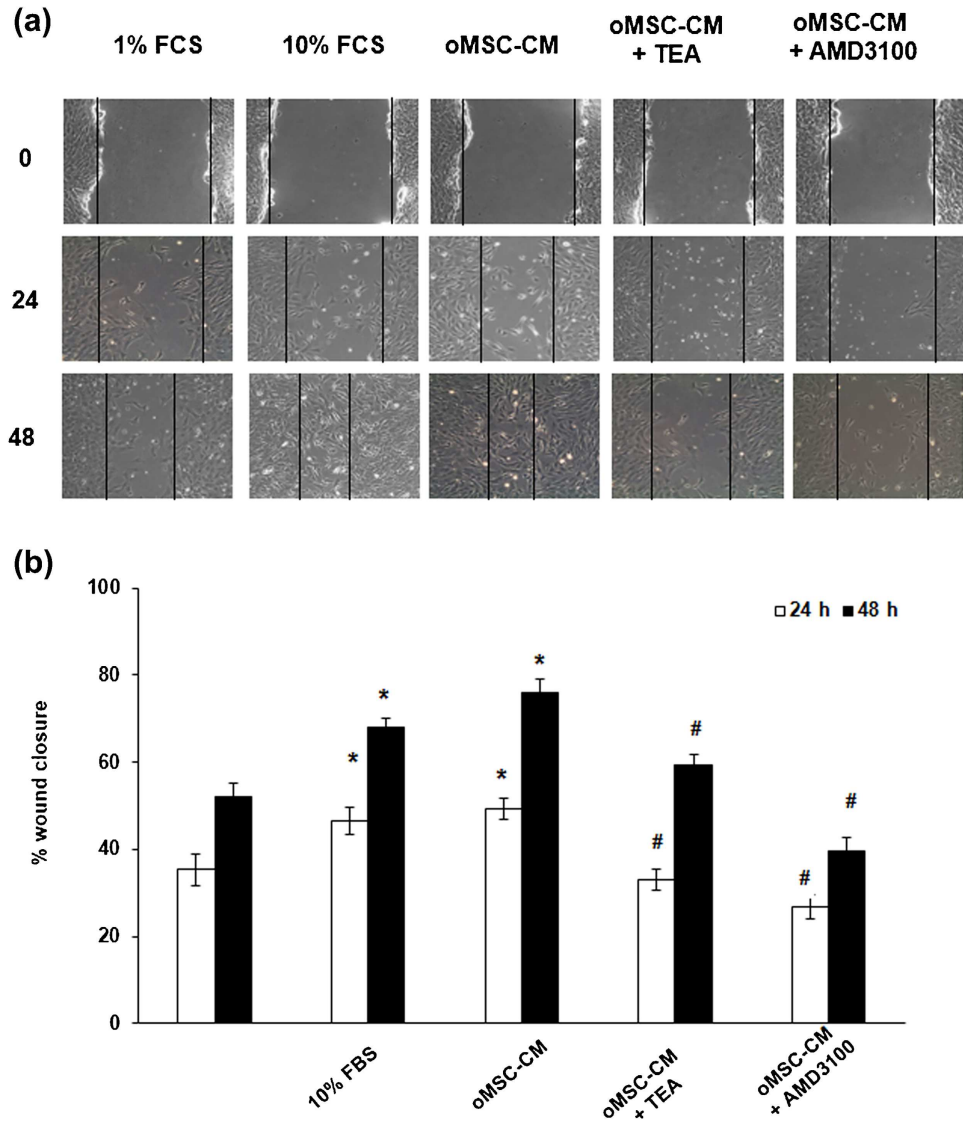 (a)
1% FCS
10% FCS
oMSC-CM
oMSC-CM
+ TEA
oMSC-CM
+ AMD3100
0
24
48
(b)
100
80
60
40
20
0
% wound closure
24 h
48 h
*
*
*
*
#
#
#
#
10% FBS
oMSC-CM
oMSC-CM
+ TEA
oMSC-CM
+ AMD3100